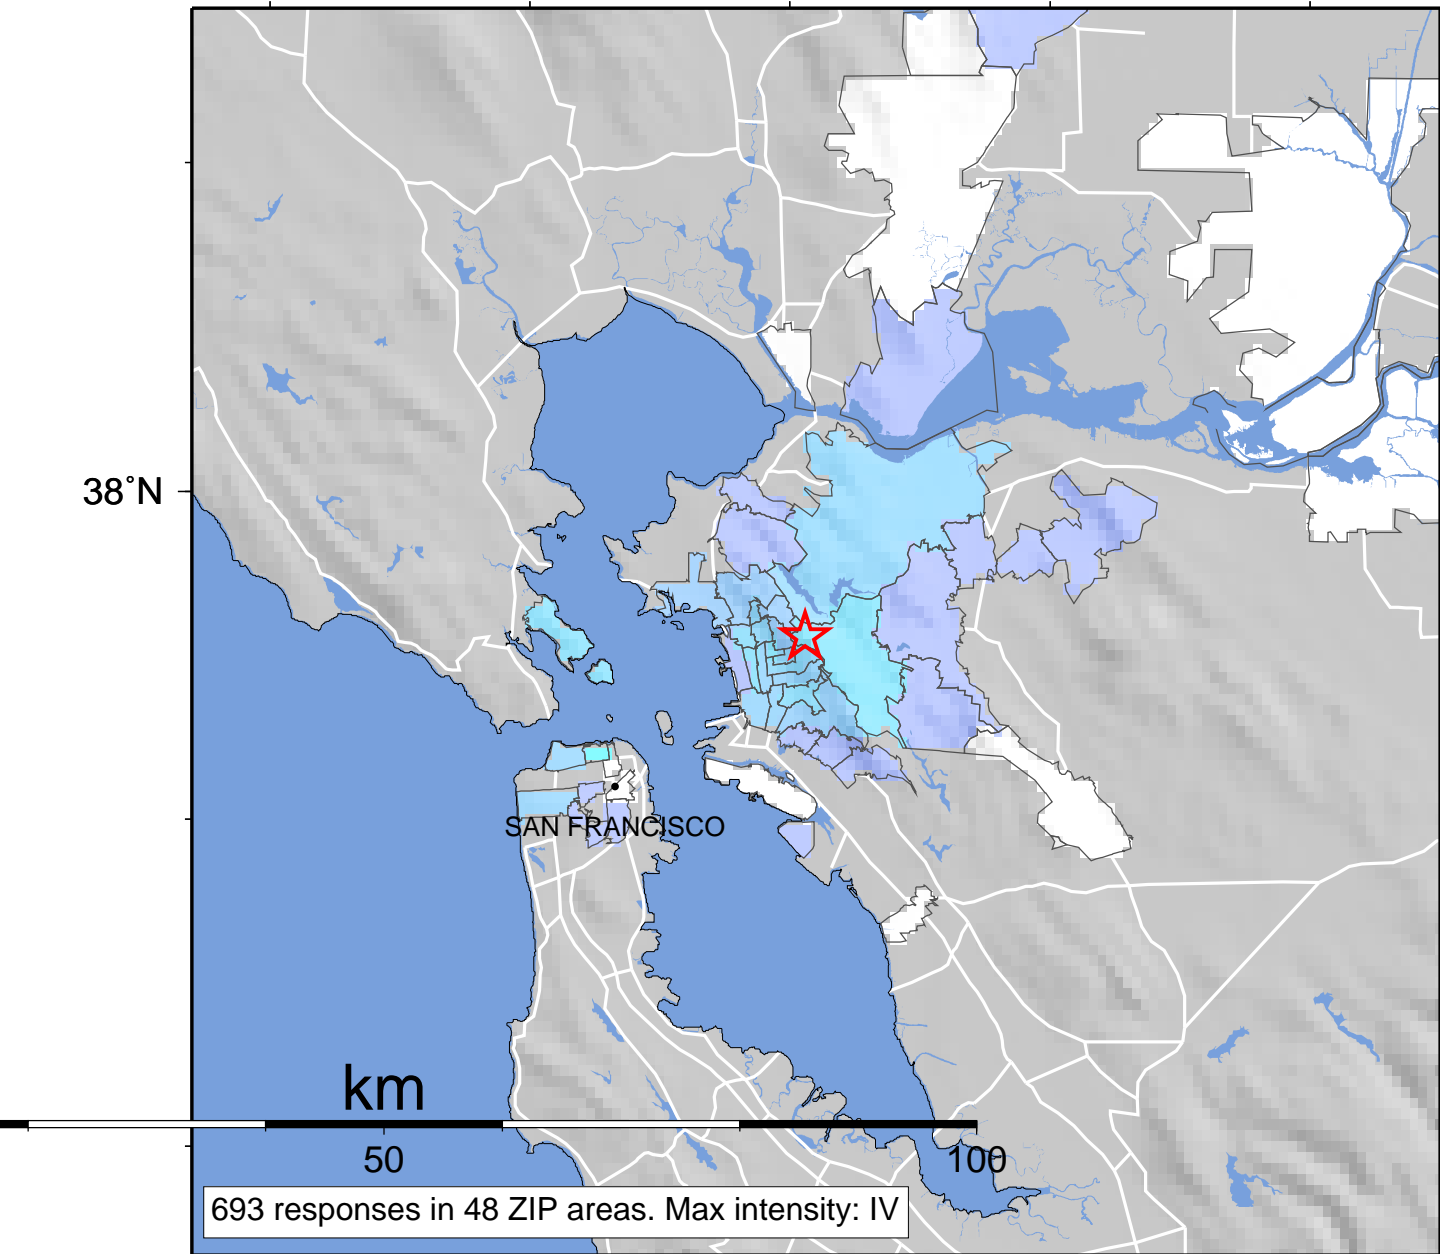 38°N
SAN FRANCISCO
km
50
100
693 responses in 48 ZIP areas. Max intensity: IV